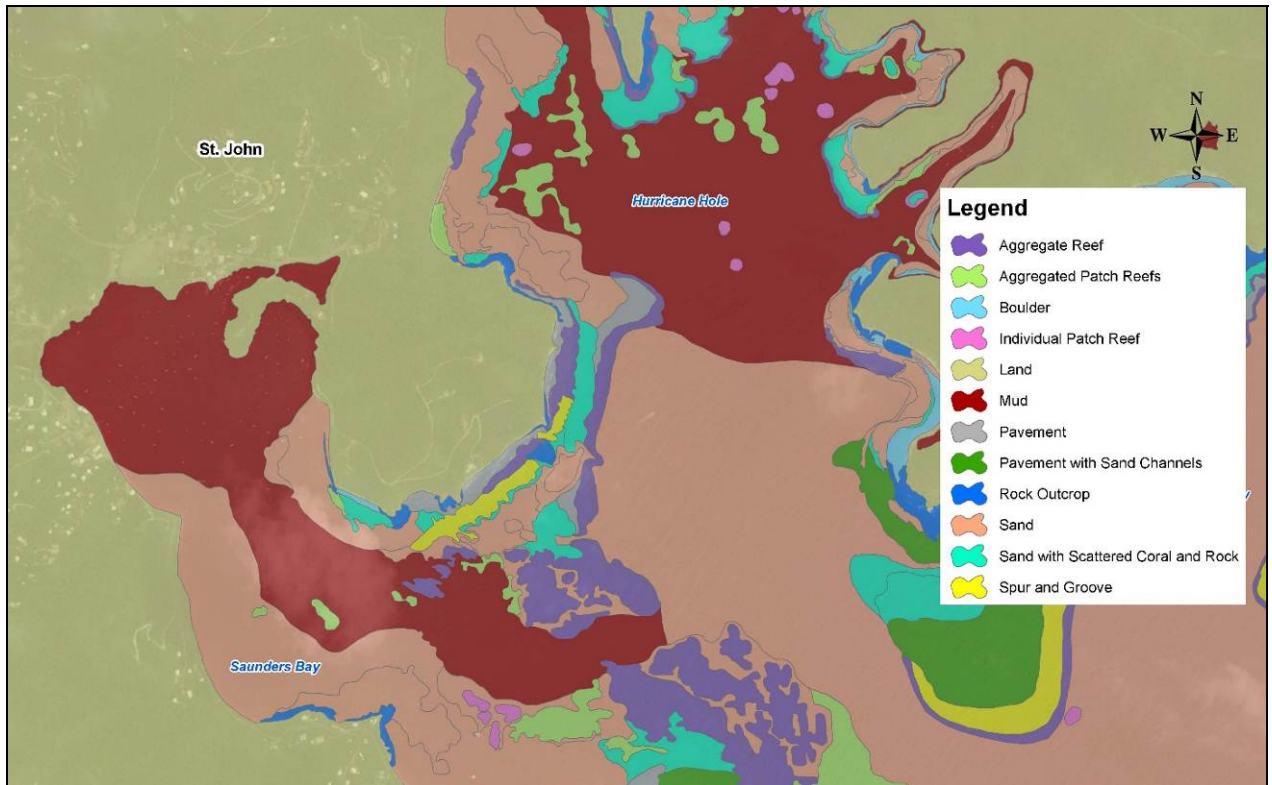 St. John
Hurricane Hole
N
W E
S
Legend
Aggregate Reef
Aggregated Patch Reefs
Boulder
Individual Patch Reef
Land
Mud
Pavement
Pavement with Sand Channels
Rock Outcrop
Sand
Sand with Scattered Coral and Rock
Spur and Groove
Saunders Bay